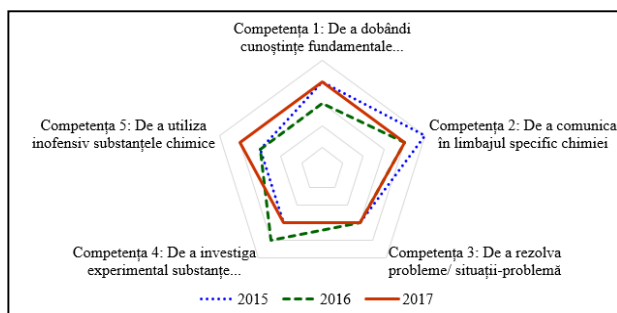 Competența 1: De a dobândi
cunoștințe fundamentale...
Competența 5: De a utiliza
inofensiv substanțele chimice
Competența 2: De a comunica
în limbajul specific chimiei
Competența 4: De a investiga
experimental substanțe...
Competența 3: De a rezolva
probleme/ situații-problemă
2015 2016 2017